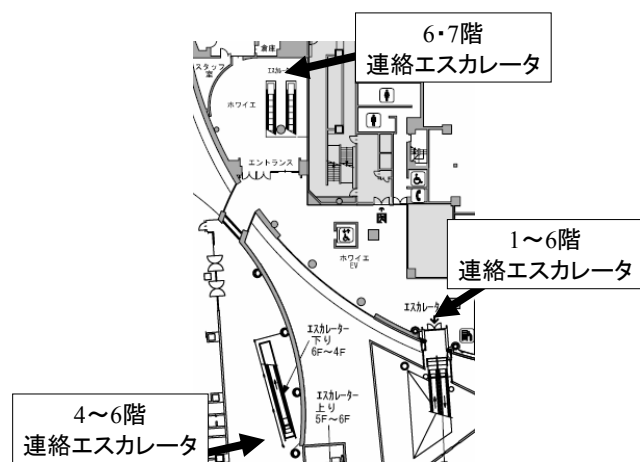 6・7階
連絡エスカレータ
倉庫
スタッフ
室
エスカレータ
ホワイエ
エントランス
ホワイエ
EV
1～6階
連絡エスカレータ
エスカレータ
エスカレーター
下り
6F～4F
エスカレーター
上り
5F～6F
4～6階
連絡エスカレータ